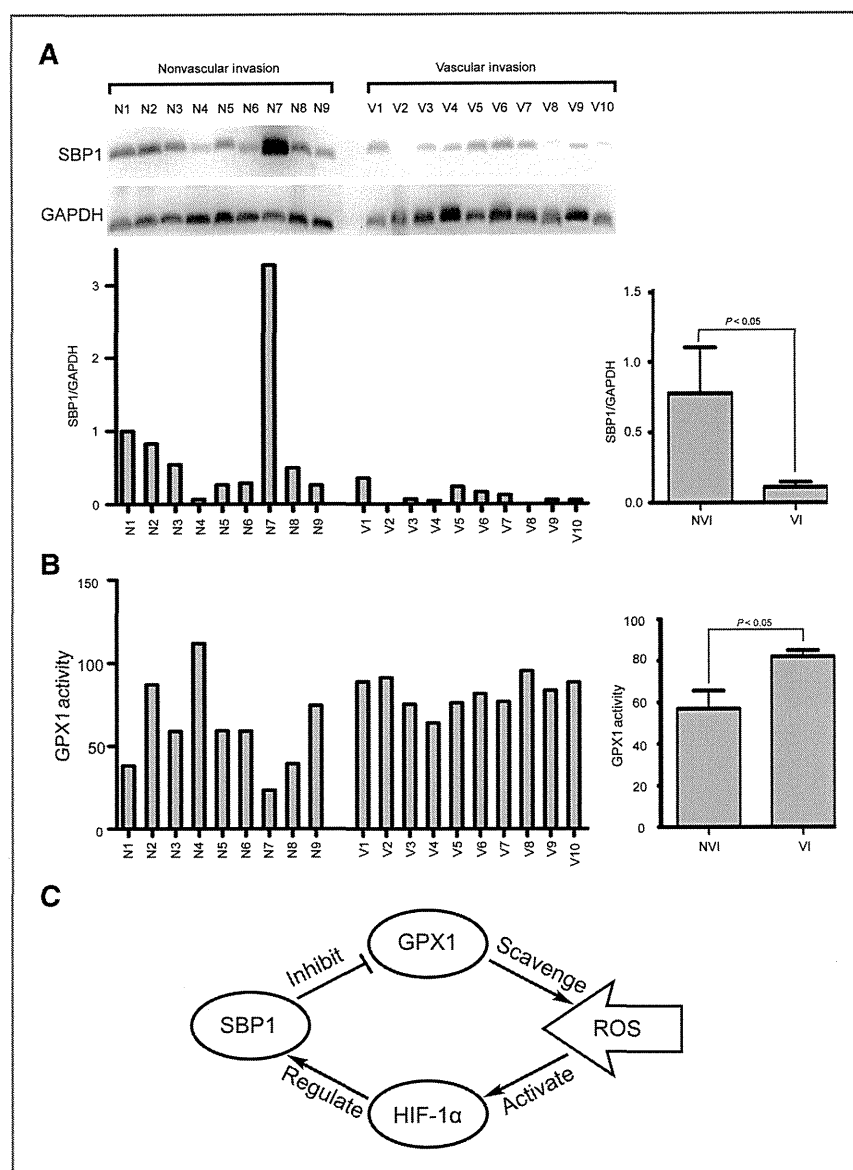 A
Nonvascular invasion
Vascular invasion
N1 N2 N3 N4 N5 N6 N7 N8 N9
V1 V2 V3 V4 V5 V6 V7 V8 V9 V10
SBP1
GAPDH
SBP1/GAPDH
3
2
1
0
N1 N2 N3 N4 N5 N6 N7 N8 N9
V1 V2 V3 V4 V5 V6 V7 V8 V9 V10
SBP1/GAPDH
1.5
1.0
0.5
0.0
P < 0.05
NVI VI
B
GPX1 activity
150
100
50
0
N1 N2 N3 N4 N5 N6 N7 N8 N9
V1 V2 V3 V4 V5 V6 V7 V8 V9 V10
GPX1 activity
100
80
60
40
20
0
P < 0.05
NVI VI
C
GPX1
Inhibit
Scavenge
SBP1
ROS
Regulate
Activate
HIF-1α